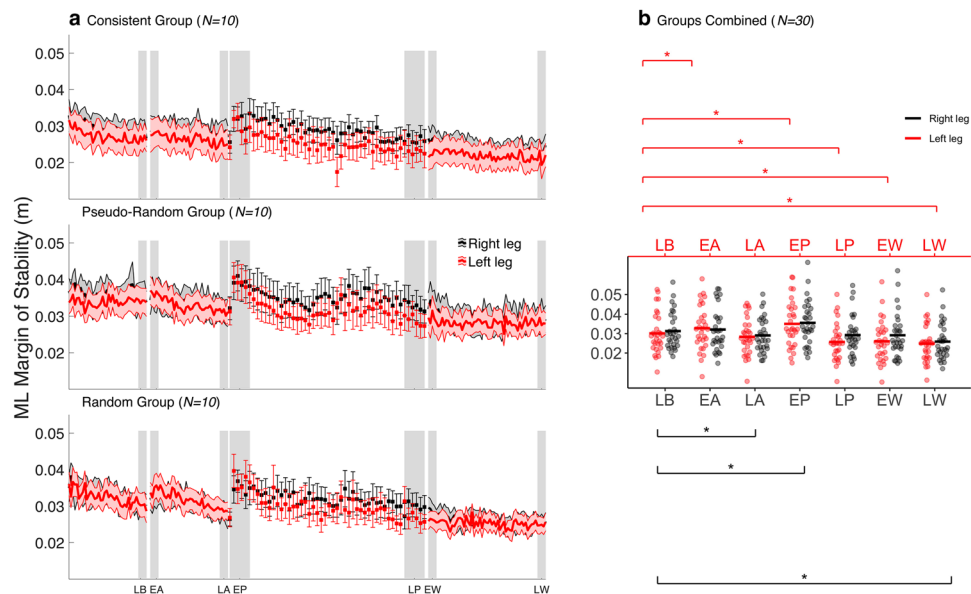 a Consistent Group (N=10)
0.05
0.04
0.03
0.02
Pseudo-Random Group (N=10)
0.05
0.04
0.03
0.02
Right leg
Left leg
Random Group (N=10)
0.05
0.04
0.03
0.02
ML Margin of Stability (m)
LB EA LA EP LP EW LW
b Groups Combined (N=30)
*
*
*
*
*
Right leg
Left leg
LB EA LA EP LP EW LW
0.05
0.04
0.03
0.02
LB EA LA EP LP EW LW
*
*
*